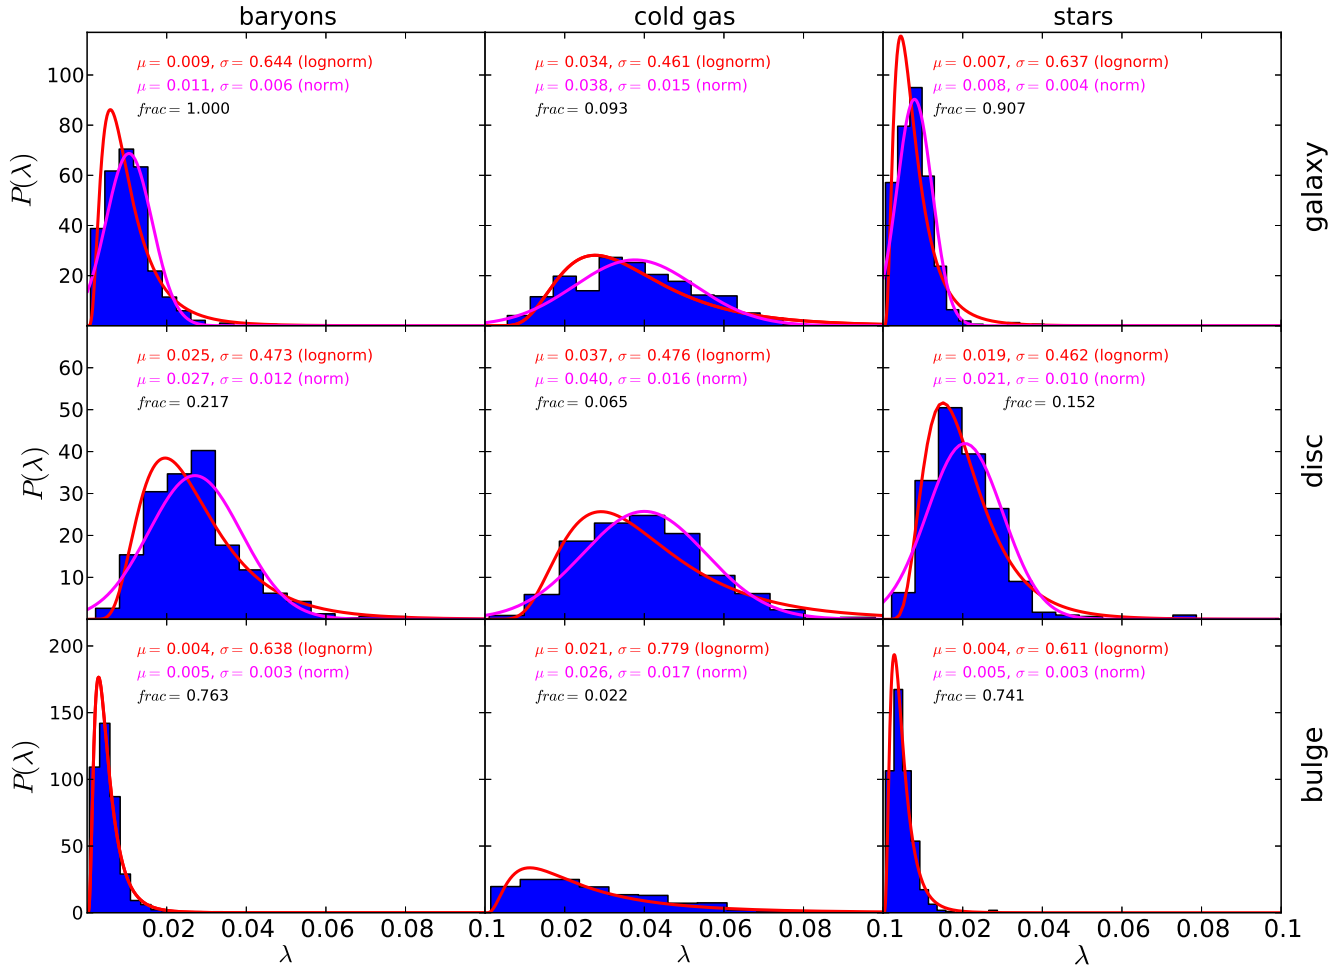 baryons cold gas stars
μ = 0.009, σ = 0.644 (lognorm)
μ = 0.011, σ = 0.006 (norm)
frac = 1.000
μ = 0.034, σ = 0.461 (lognorm)
μ = 0.038, σ = 0.015 (norm)
frac = 0.093
μ = 0.007, σ = 0.637 (lognorm)
μ = 0.008, σ = 0.004 (norm)
frac = 0.907
100
80
60
40
20
P(λ)
galaxy
μ = 0.025, σ = 0.473 (lognorm)
μ = 0.027, σ = 0.012 (norm)
frac = 0.217
μ = 0.037, σ = 0.476 (lognorm)
μ = 0.040, σ = 0.016 (norm)
frac = 0.065
μ = 0.019, σ = 0.462 (lognorm)
μ = 0.021, σ = 0.010 (norm)
frac = 0.152
60
50
40
30
20
10
P(λ)
disc
μ = 0.004, σ = 0.638 (lognorm)
μ = 0.005, σ = 0.003 (norm)
frac = 0.763
μ = 0.021, σ = 0.779 (lognorm)
μ = 0.026, σ = 0.017 (norm)
frac = 0.022
μ = 0.004, σ = 0.611 (lognorm)
μ = 0.005, σ = 0.003 (norm)
frac = 0.741
200
150
100
50
0
P(λ)
bulge
0.02 0.04 0.06 0.08 0.1 0.02 0.04 0.06 0.08 0.1 0.02 0.04 0.06 0.08 0.1
λ λ λ